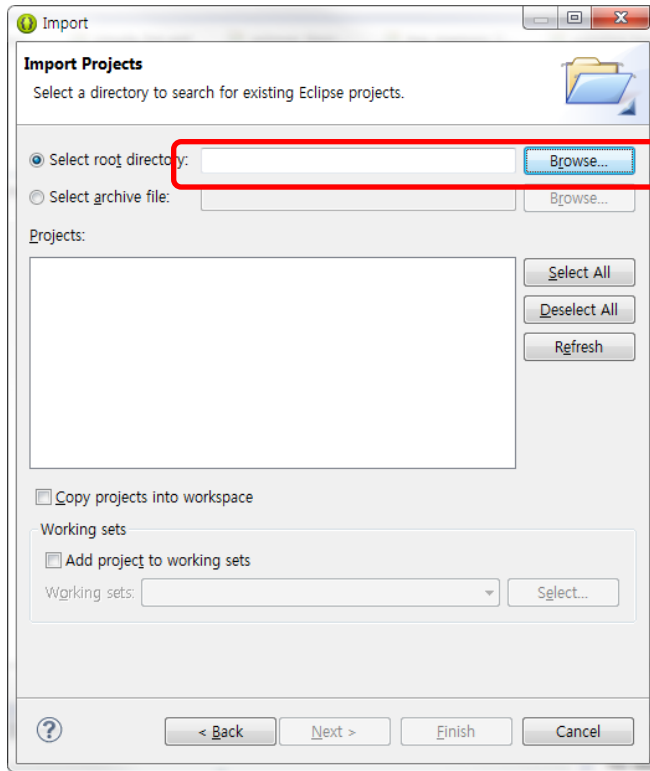 Import
Import Projects
Select a directory to search for existing Eclipse projects.
Select root directory:
Browse...
Select archive file:
Browse...
Projects:
Select All
Deselect All
Refresh
Copy projects into workspace
Working sets
Add project to working sets
Working sets:
Select...
< Back
Next >
Finish
Cancel